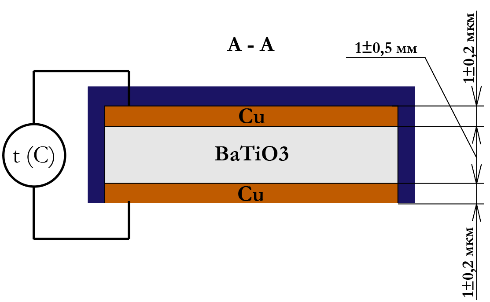 А - А
1±0,5 мм
1±0,2 мкм
Cu
t (C)
BaTiO3
Cu
1±0,2 мкм